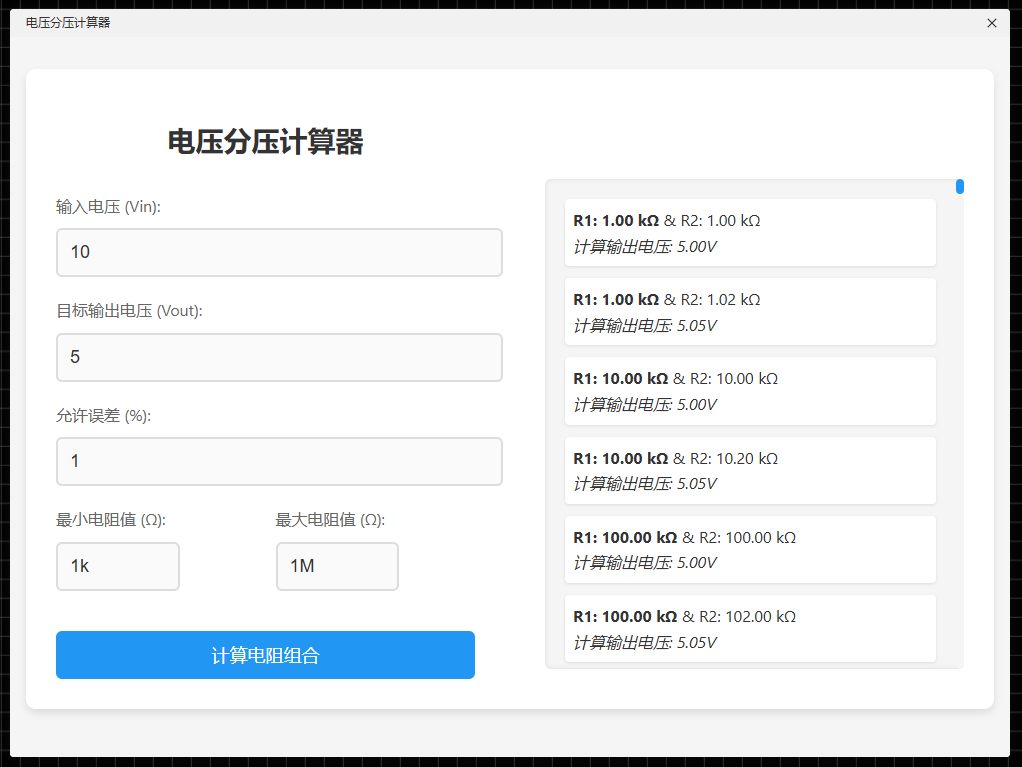 电压分压计算器
电压分压计算器
输入电压 (Vin):
10
目标输出电压 (Vout):
5
允许误差 (%):
1
最小电阻值 (Ω):
最大电阻值 (Ω):
1k
1M
计算电阻组合
R1: 1.00 kΩ & R2: 1.00 kΩ
计算输出电压: 5.00V
R1: 1.00 kΩ & R2: 1.02 kΩ
计算输出电压: 5.05V
R1: 10.00 kΩ & R2: 10.00 kΩ
计算输出电压: 5.00V
R1: 10.00 kΩ & R2: 10.20 kΩ
计算输出电压: 5.05V
R1: 100.00 kΩ & R2: 100.00 kΩ
计算输出电压: 5.00V
R1: 100.00 kΩ & R2: 102.00 kΩ
计算输出电压: 5.05V